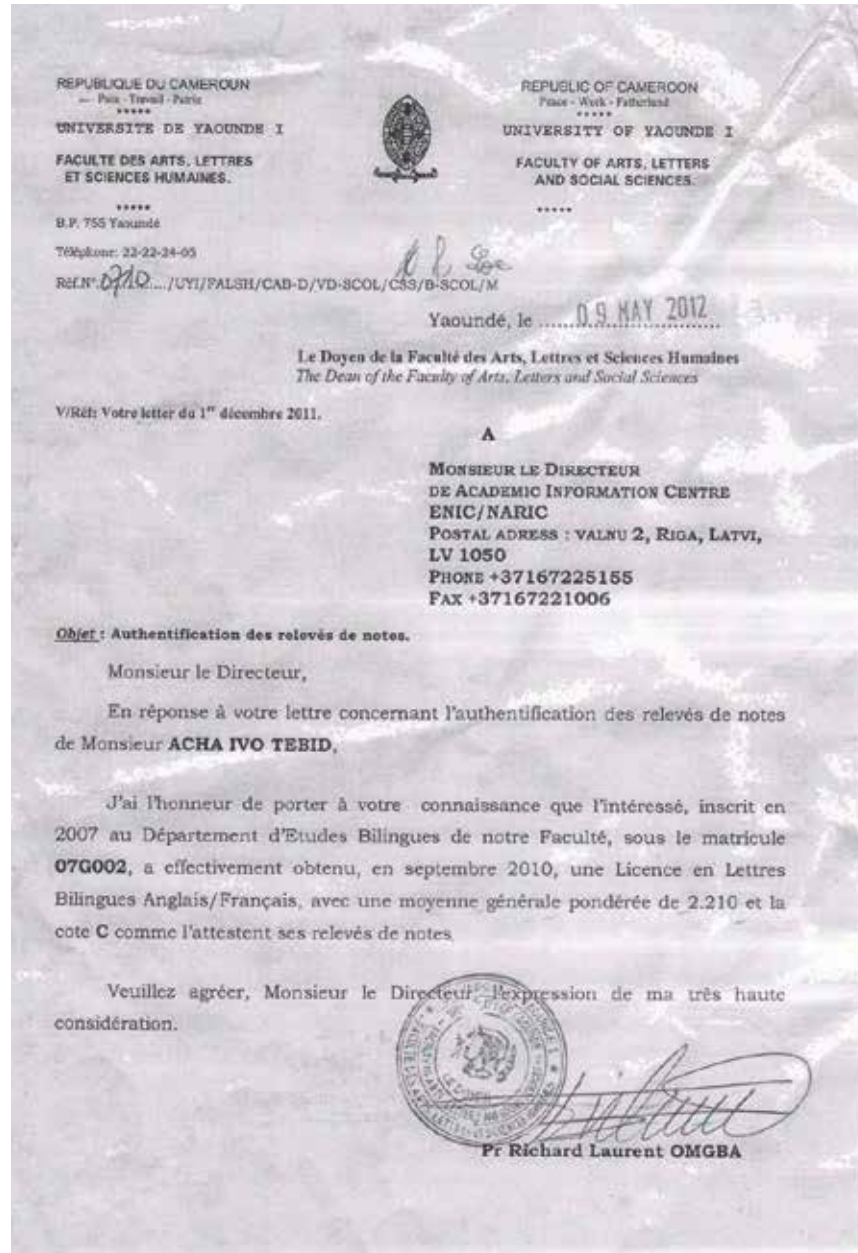 REPUBLIQUE DU CAMEROUN
Paix - Travail - Patrie
*****
UNIVERSITE DE YAOUNDE I
FACULTE DES ARTS, LETTRES
ET SCIENCES HUMAINES.
*****
B.P. 755 Yaoundé
Téléphone: 22-22-24-05
REPUBLIC OF CAMEROON
Peace - Work - Fatherland
*****
UNIVERSITY OF YAOUNDE I
FACULTY OF ARTS, LETTERS
AND SOCIAL SCIENCES.
*****
Réf.N° 0710..../UYI/FALSH/CAB-D/VD-SCOL/CSS/B-SCOL/M
Yaoundé, le ......09 MAY 2012
Le Doyen de la Faculté des Arts, Lettres et Sciences Humaines
The Dean of the Faculty of Arts, Letters and Social Sciences
V/Réf: Votre letter du 1er décembre 2011.
A
MONSIEUR LE DIRECTEUR
DE ACADEMIC INFORMATION CENTRE
ENIC/NARIC
POSTAL ADRESS : VALNU 2, RIGA, LATVI,
LV 1050
PHONE +37167225155
FAX +37167221006
Objet : Authentification des relevés de notes.
Monsieur le Directeur,
En réponse à votre lettre concernant l'authentification des relevés de notes
de Monsieur ACHA IVO TEBID,
J'ai l'honneur de porter à votre connaissance que l'intéressé, inscrit en
2007 au Département d'Etudes Bilingues de notre Faculté, sous le matricule
07G002, a effectivement obtenu, en septembre 2010, une Licence en Lettres
Bilingues Anglais/Français, avec une moyenne générale pondérée de 2.210 et la
cote C comme l'attestent ses relevés de notes.
Veuillez agréer, Monsieur le Directeur, l'expression de ma très haute
considération.
Pr Richard Laurent OMGBA